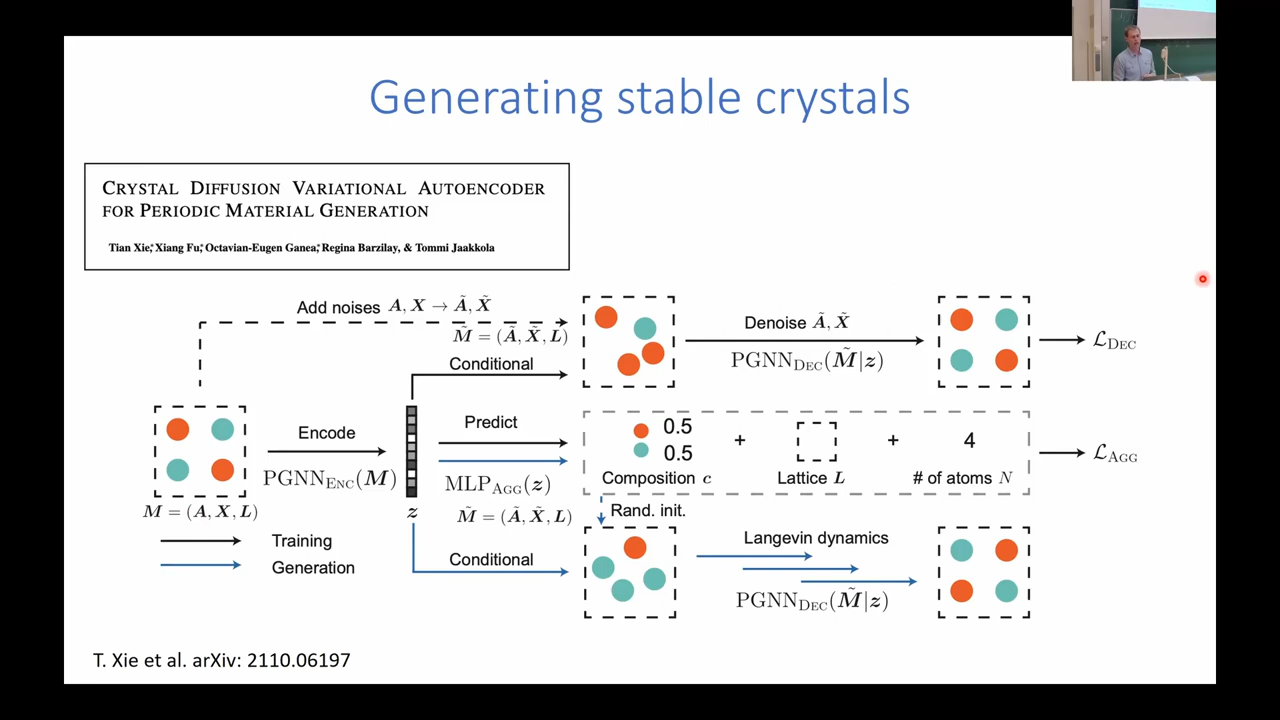 Generating stable crystals
CRYSTAL DIFFUSION VARIATIONAL AUTOENCODER
FOR PERIODIC MATERIAL GENERATION
Tian Xie,* Xiang Fu,* Octavian-Eugen Ganea,* Regina Barzilay, & Tommi Jaakkola
Add noises A, X → Ã, X̃
M̃ = (Ã, X̃, L)
Conditional
Denoise Ã, X̃
PGNN_DEC(M̃|z)
ℒ_DEC
Encode
PGNN_ENC(M)
M = (A, X, L)
z
Predict
MLP_AGG(z)
0.5
0.5
Composition c
+
Lattice L
+
4
# of atoms N
ℒ_AGG
M̃ = (Ã, X̃, L)
Rand. init.
Conditional
Langevin dynamics
PGNN_DEC(M̃|z)
Training
Generation
T. Xie et al. arXiv: 2110.06197